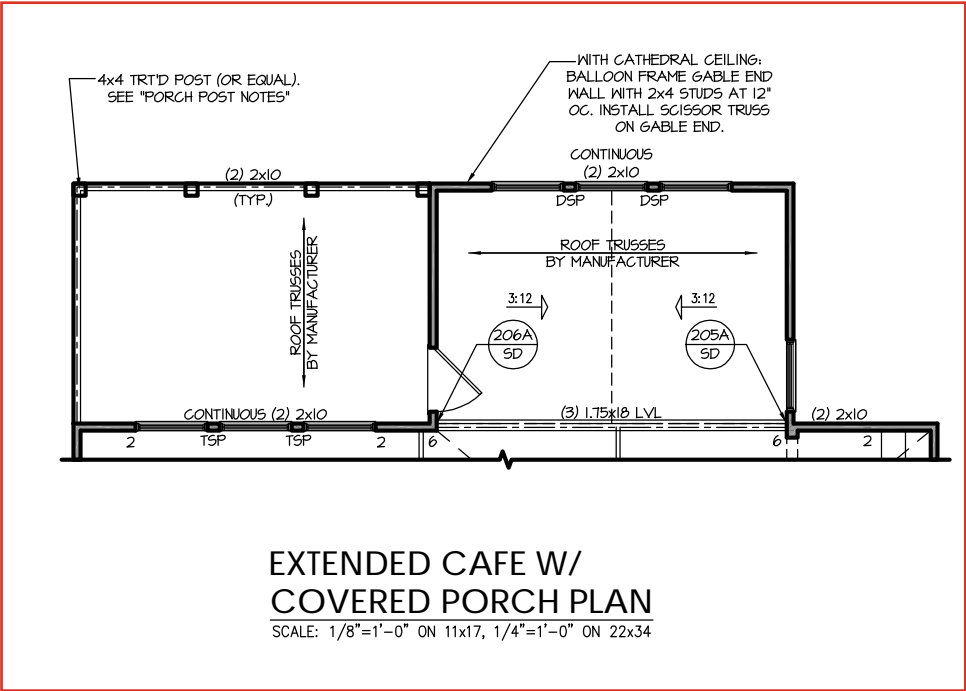 4x4 TRT'D POST (OR EQUAL).
SEE "PORCH POST NOTES"
WITH CATHEDRAL CEILING:
BALLOON FRAME GABLE END
WALL WITH 2x4 STUDS AT 12"
OC. INSTALL SCISSOR TRUSS
ON GABLE END.
CONTINUOUS
(2) 2x10
DSP
DSP
(2) 2x10
(TYP.)
ROOF TRUSSES
BY MANUFACTURER
ROOF TRUSSES
BY MANUFACTURER
3:12
3:12
206A
SD
205A
SD
CONTINUOUS (2) 2x10
(3) 1.75x18 LVL
(2) 2x10
2
TSP
TSP
2
6
6
2
EXTENDED CAFE W/
COVERED PORCH PLAN
SCALE: 1/8"=1'-0" ON 11x17, 1/4"=1'-0" ON 22x34